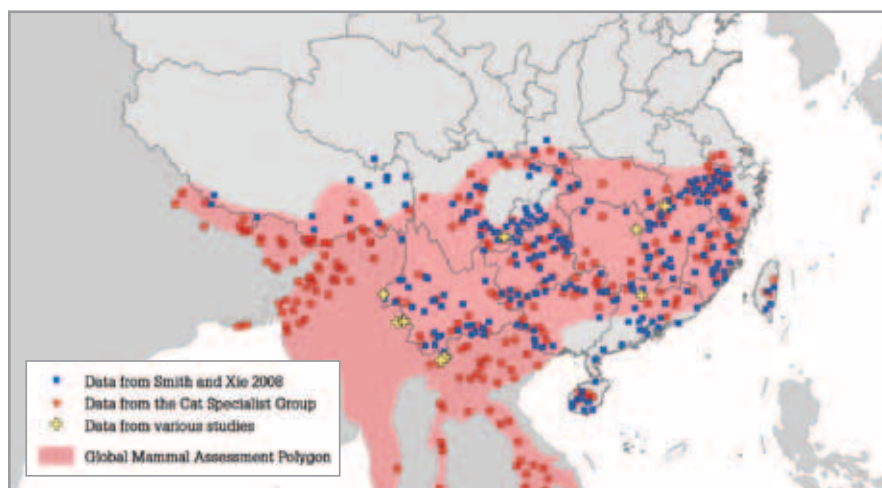 Data from Smith and Xie 2008
Data from the Cat Specialist Group
Data from various studies
Global Mammal Assessment Polygon